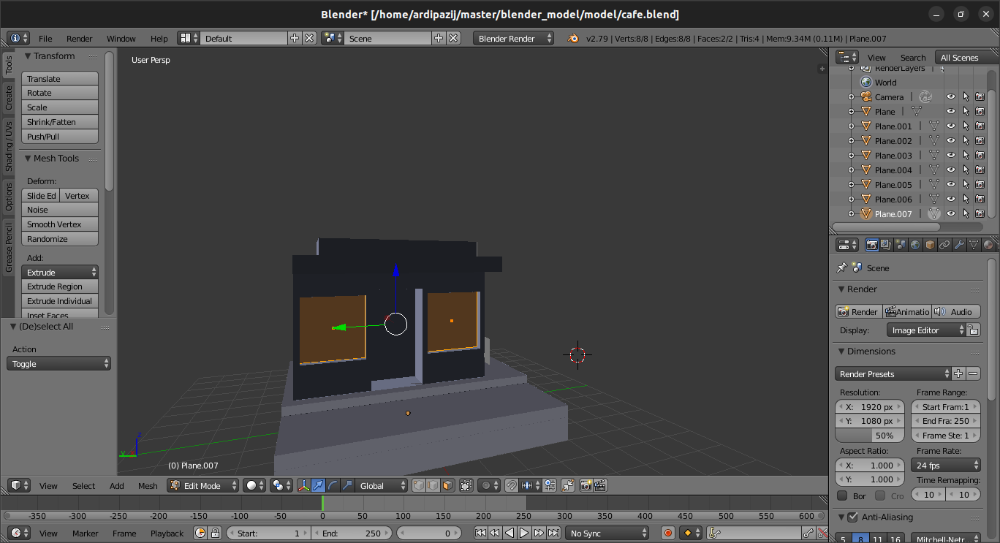 Blender* [/home/ardipazij/master/blender_model/model/cafe.blend]
File Render Window Help Default Scene Blender Render v2.79 | Verts:8/8 | Edges:8/8 | Faces:2/2 | Tris:4 | Mem:9.34M (0.11M) | Plane.007
Tools
Create
Shading / UVs
Options
Grease Pencil
Transform
Translate
Rotate
Scale
Shrink/Fatten
Push/Pull
Mesh Tools
Deform:
Slide Ed Vertex
Noise
Smooth Vertex
Randomize
Add:
Extrude
Extrude Region
Extrude Individual
Inset Faces
(De)select All
Action
Toggle
User Persp
z
y
(0) Plane.007
View Select Add Mesh Edit Mode Global
-350 -300 -250 -200 -150 -100 -50 0 50 100 150 200 250 300 350 400 450 500 550 600
View Marker Frame Playback Start: 1 End: 250 0 No Sync
View Search All Scenes
RenderLayers |
World
Camera |
Plane |
Plane.001 |
Plane.002 |
Plane.003 |
Plane.004 |
Plane.005 |
Plane.006 |
Plane.007 |
Scene
Render
Render Animatio Audio
Display: Image Editor
Dimensions
Render Presets
Resolution: Frame Range:
X: 1920 px Start Fram:1
Y: 1080 px End Fra: 250
50% Frame Ste: 1
Aspect Ratio: Frame Rate:
X: 1.000 24 fps
Y: 1.000 Time Remapping:
Bor Cro 10 10
Anti-Aliasing
5 8 11 16 Mitchell-Netr...